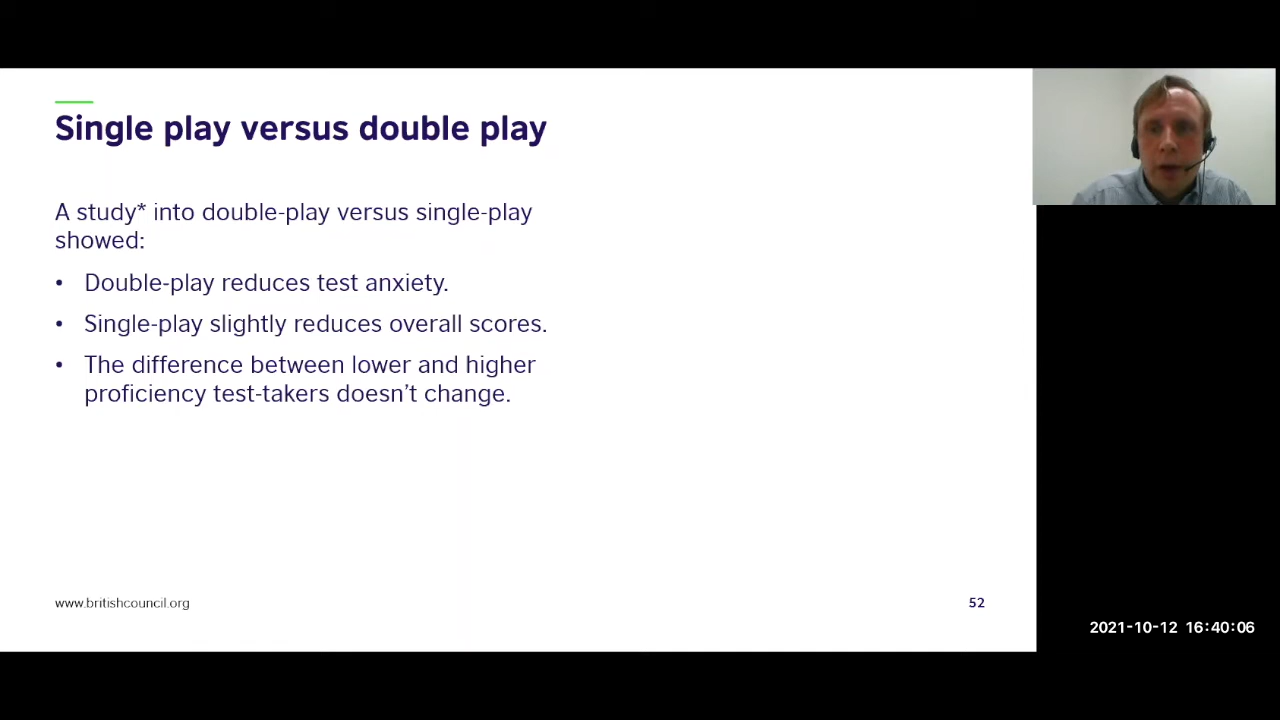 Single play versus double play
A study* into double-play versus single-play
showed:
• Double-play reduces test anxiety.
• Single-play slightly reduces overall scores.
• The difference between lower and higher
proficiency test-takers doesn’t change.
www.britishcouncil.org
52
2021-10-12 16:40:06